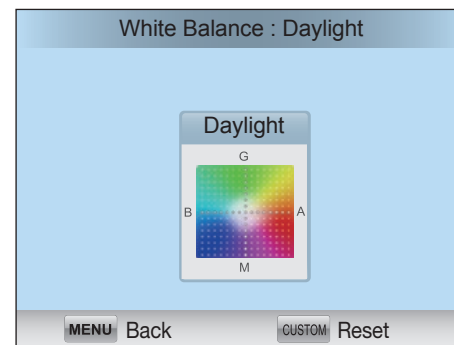 White Balance : Daylight
Daylight
G
B A
M
MENU Back CUSTOM Reset